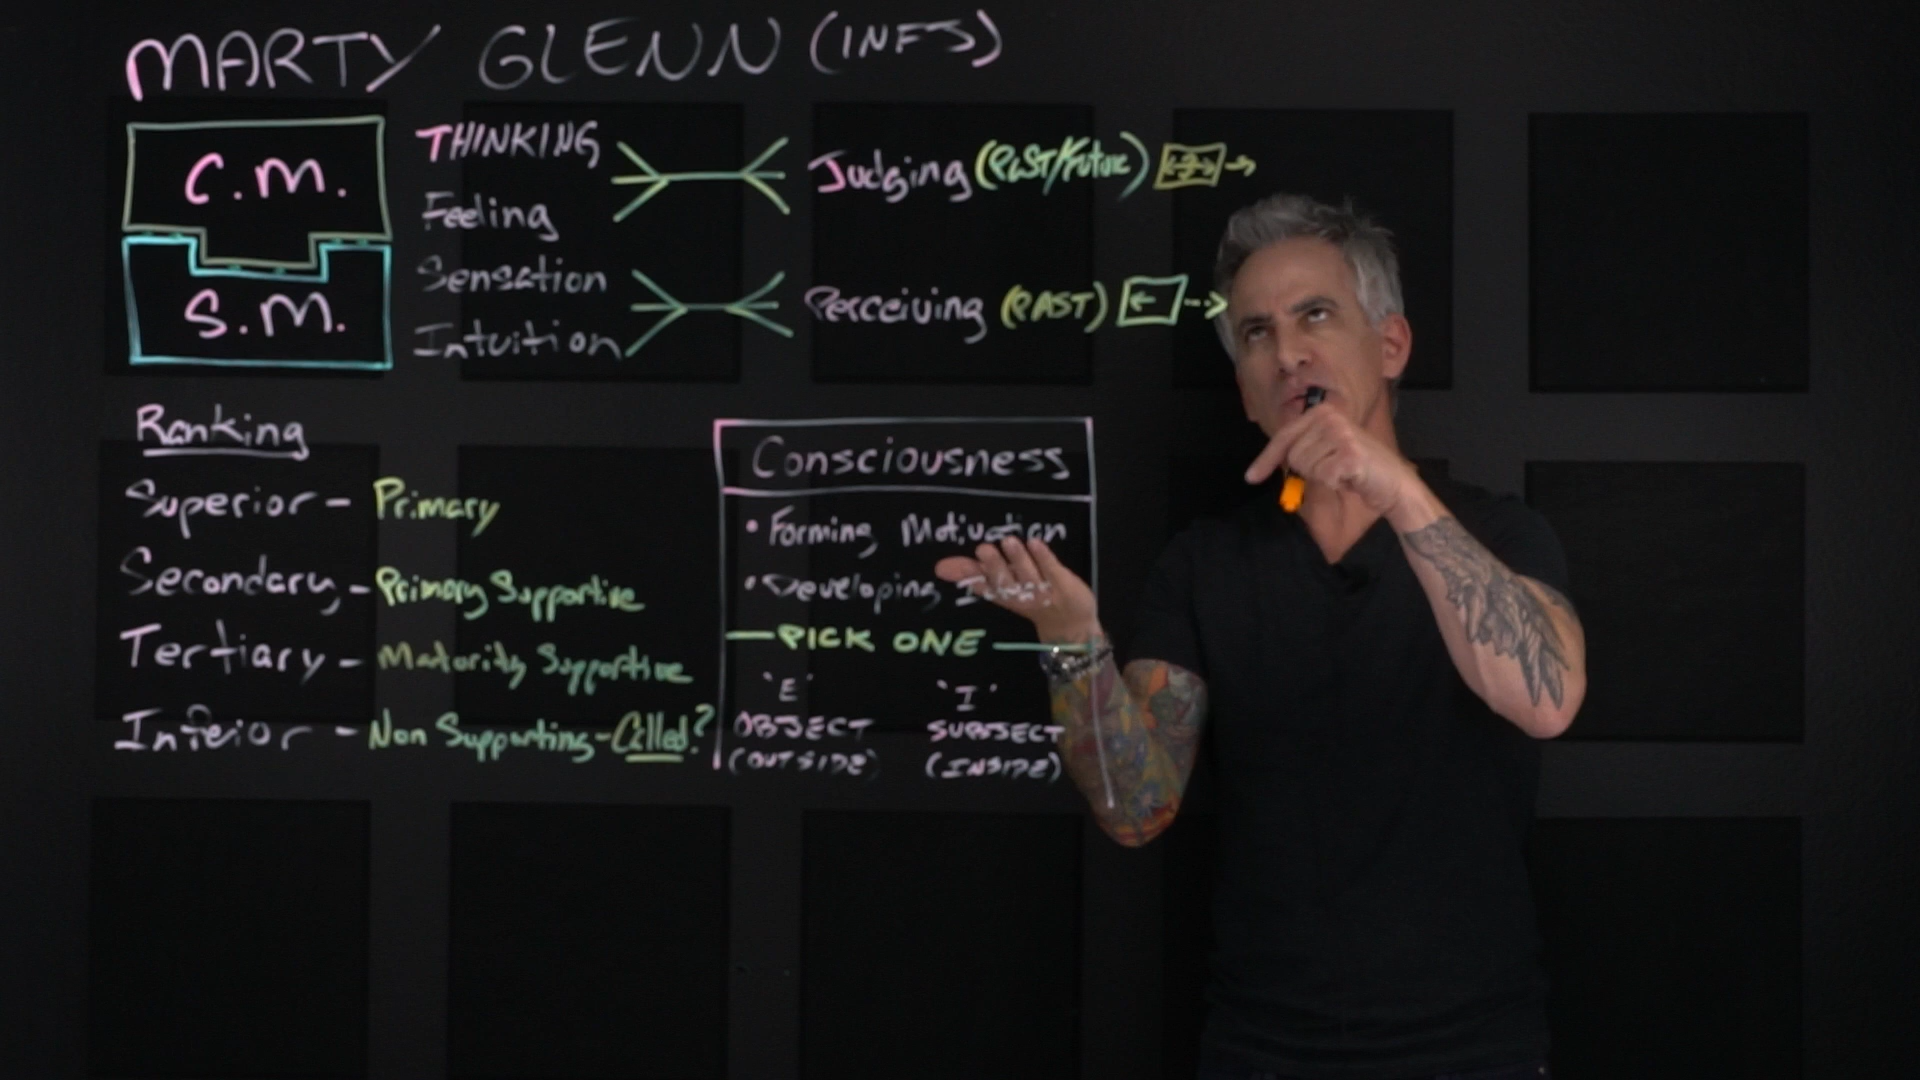 MARTY GLENN (INFJ)
C.M.
S.M.
THINKING
Feeling
Sensation
Intuition
Judging (PAST/Future)
Perceiving (PAST)
Ranking
Superior - Primary
Secondary - Primary Supportive
Tertiary - Maturity Supportive
Inferior - Non Supporting - Called?
Consciousness
• Forming Motivation
• Developing
PICK ONE
'E' 'I'
OBJECT SUBJECT
(OUTSIDE) (INSIDE)